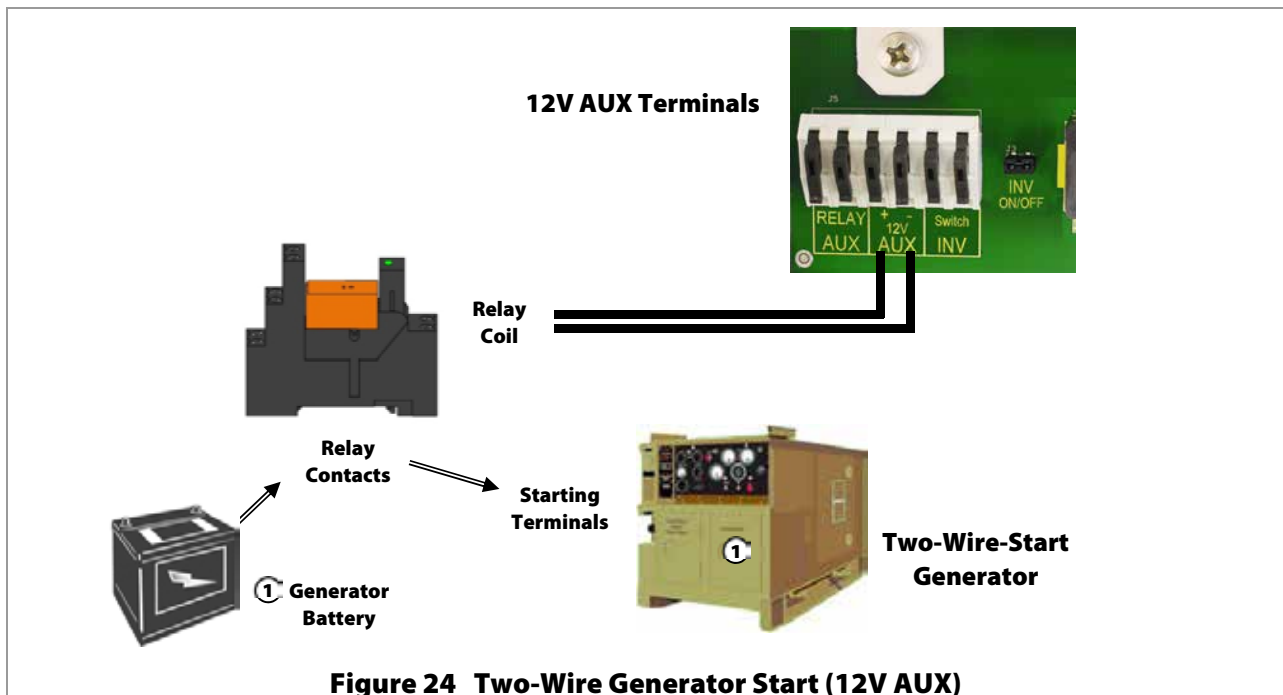 12V AUX Terminals
J5
J3
INV
ON/OFF
RELAY
AUX
+ -
12V
AUX
Switch
INV
Relay
Coil
Relay
Contacts
Starting
Terminals
1
Two-Wire-Start
Generator
1 Generator
Battery
Figure 24 Two-Wire Generator Start (12V AUX)